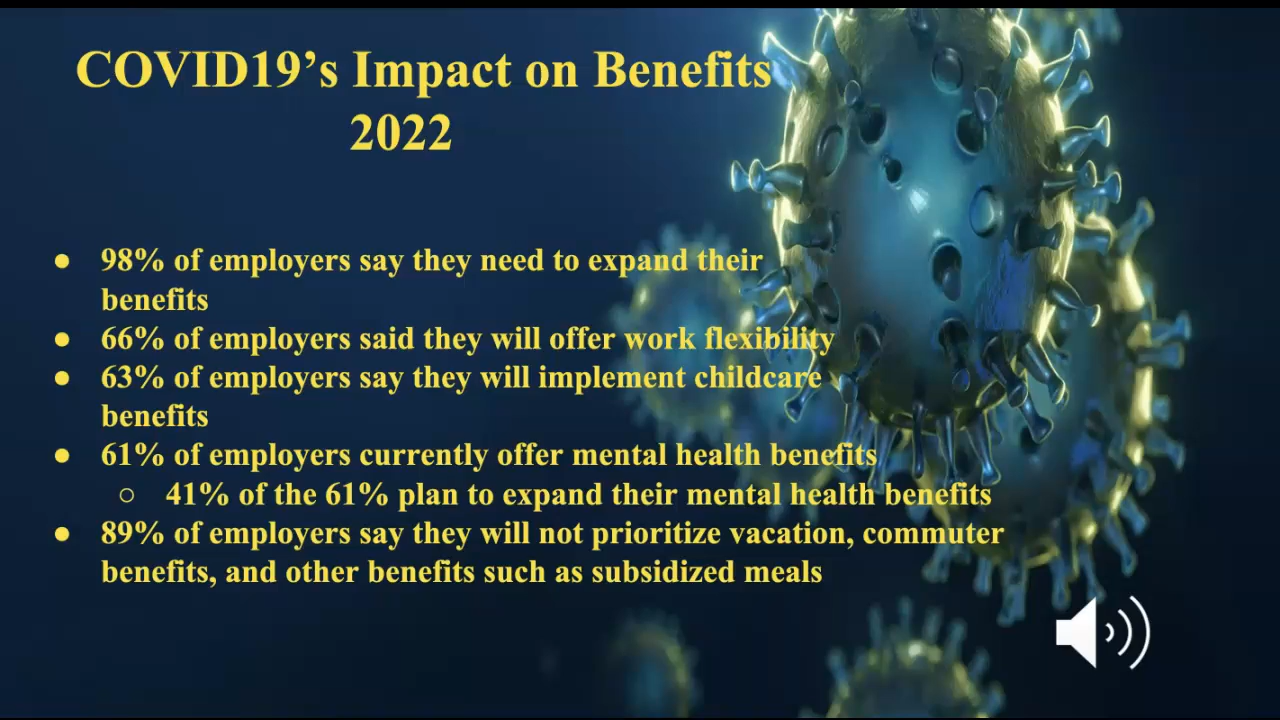 COVID19’s Impact on Benefits
2022
● 98% of employers say they need to expand their
benefits
● 66% of employers said they will offer work flexibility
● 63% of employers say they will implement childcare
benefits
● 61% of employers currently offer mental health benefits
○ 41% of the 61% plan to expand their mental health benefits
● 89% of employers say they will not prioritize vacation, commuter
benefits, and other benefits such as subsidized meals